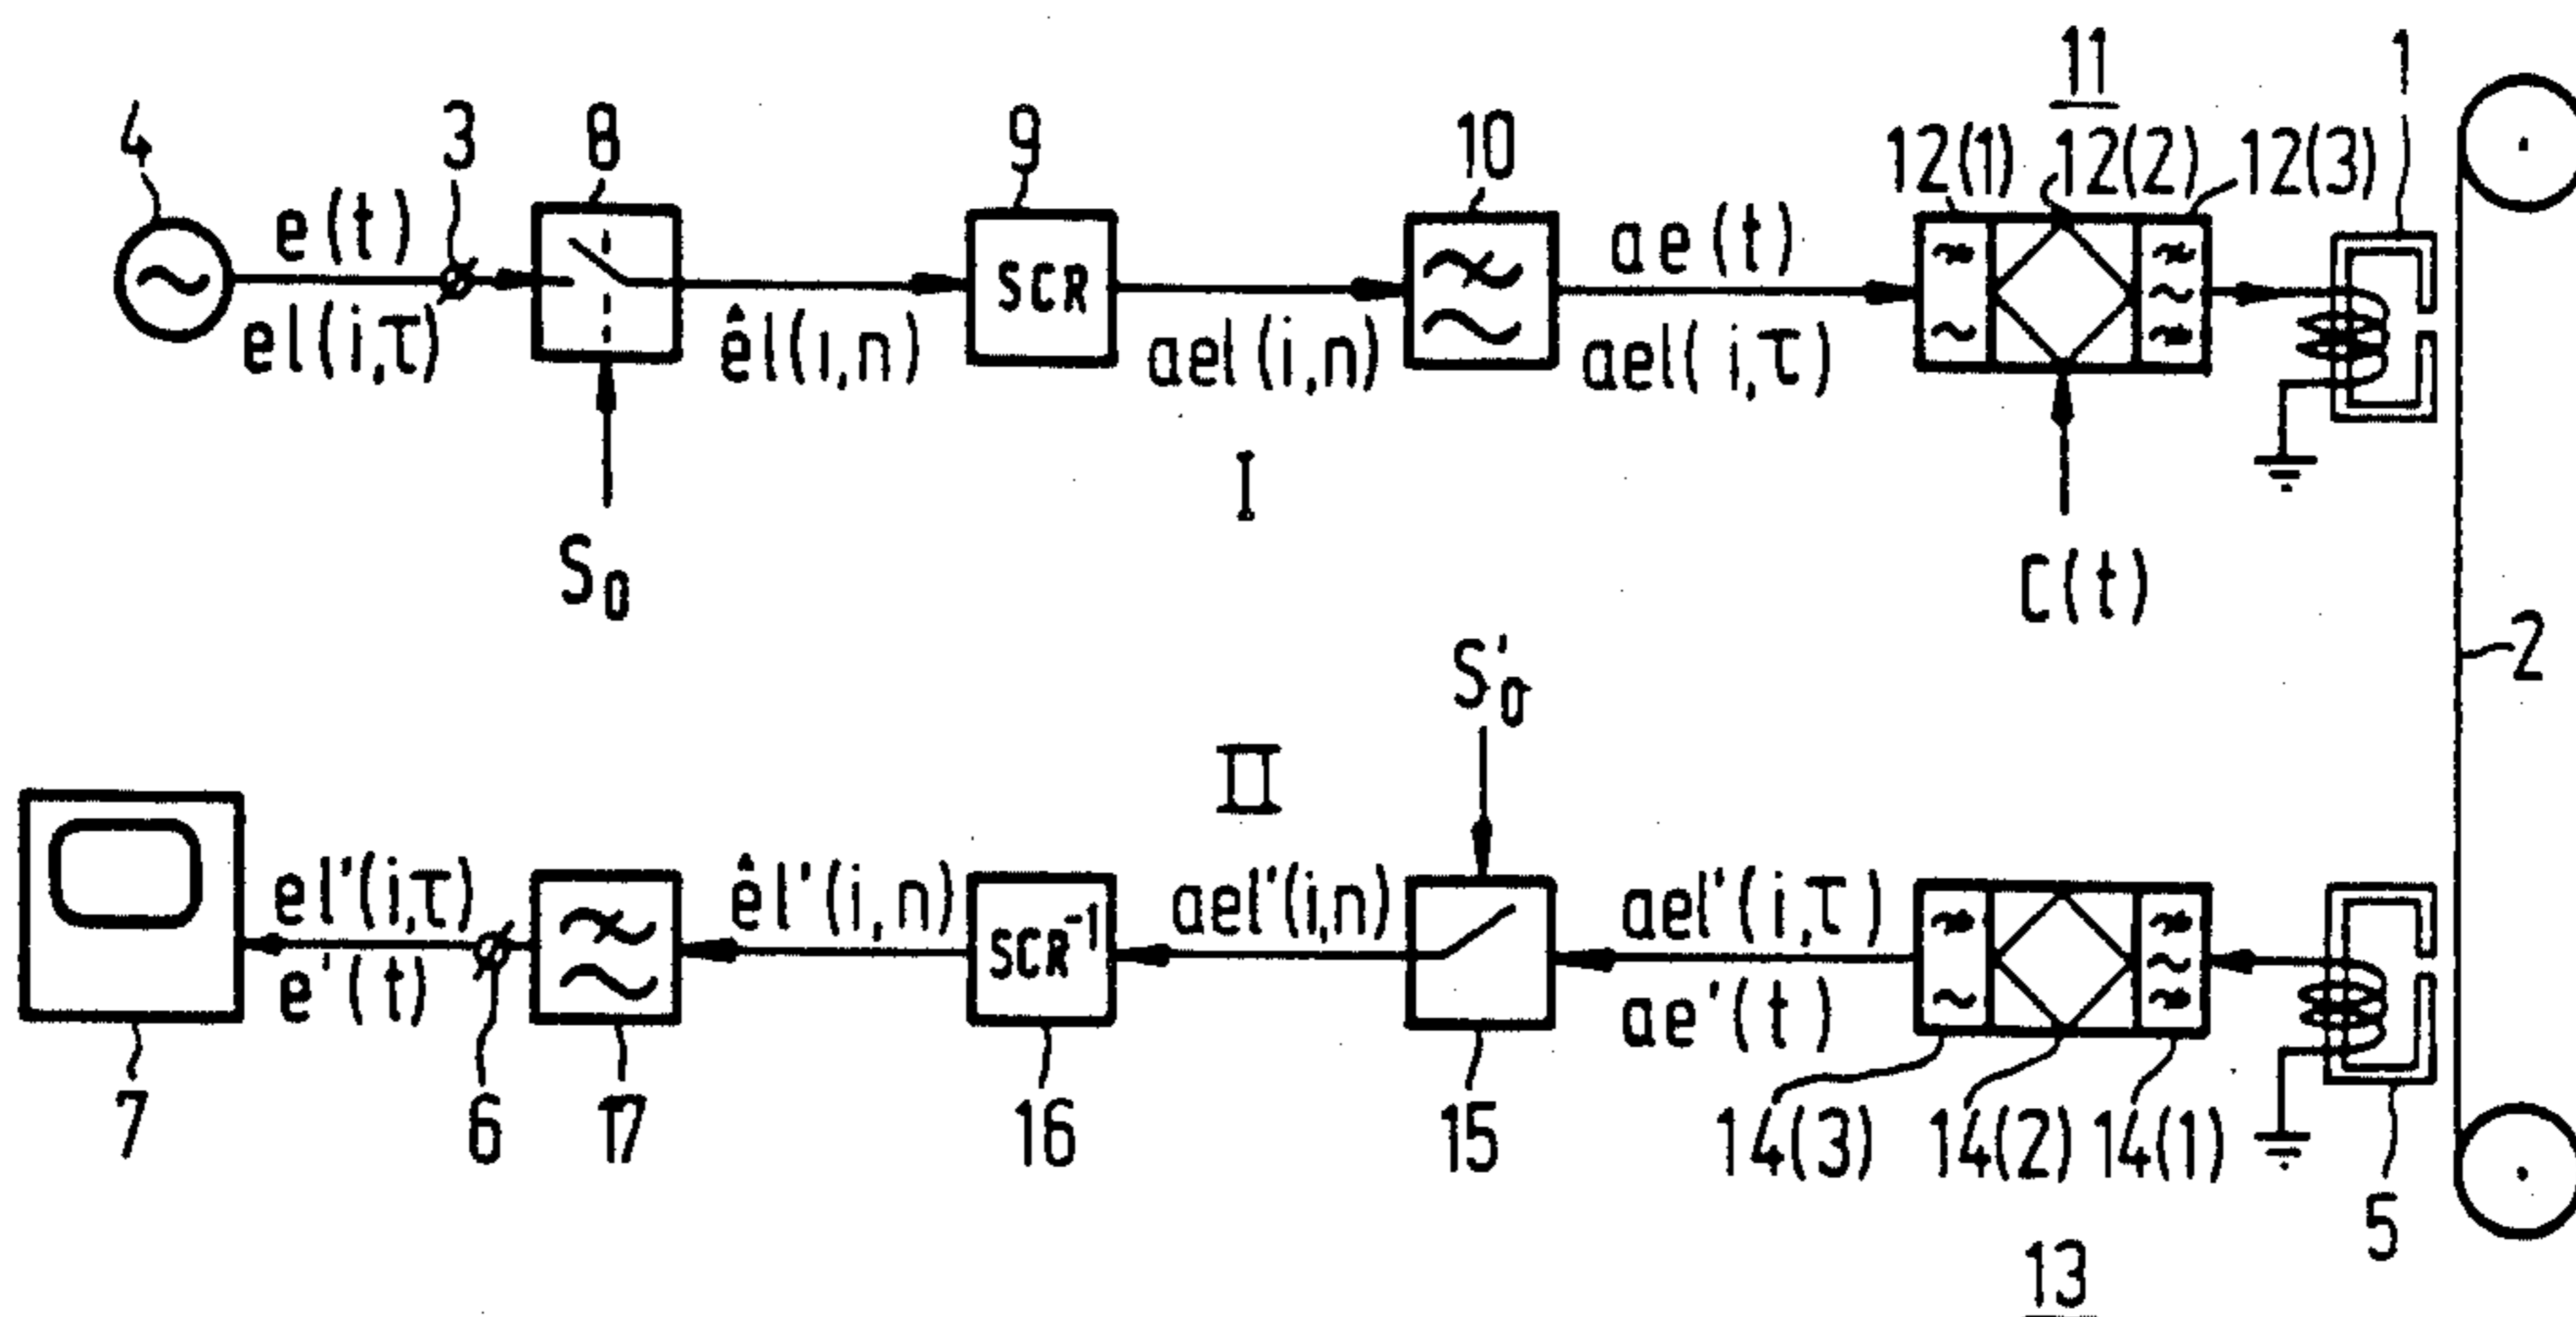 11
1
4
3
8
9
10
12(1)
12(2)
12(3)
e(t)
ae(t)
SCR
el(i,τ)
êl(i,n)
ael(i,n)
ael(i,τ)
I
S₀
C(t)
2
S'₀
II
el'(i,τ)
êl'(i,n)
ael'(i,n)
ael'(i,τ)
SCR⁻¹
e'(t)
ae'(t)
7
6
17
16
15
14(3)
14(2)
14(1)
5
13